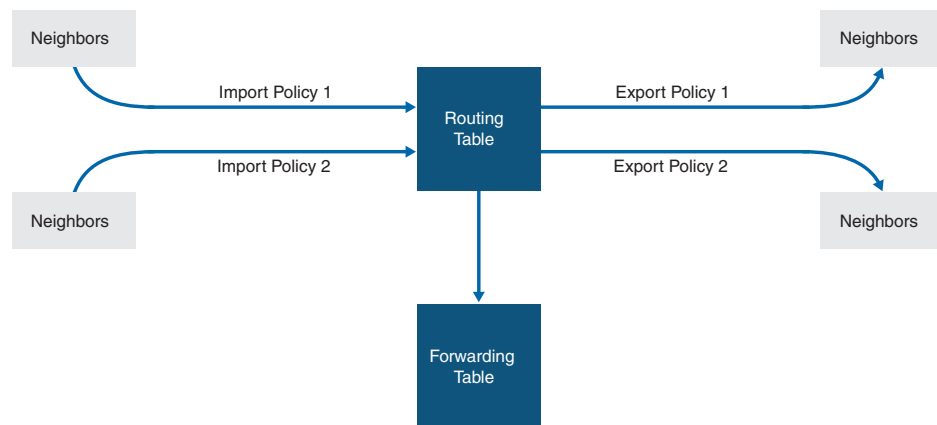 Neighbors
Neighbors
Import Policy 1
Export Policy 1
Routing
Table
Import Policy 2
Export Policy 2
Neighbors
Neighbors
Forwarding
Table